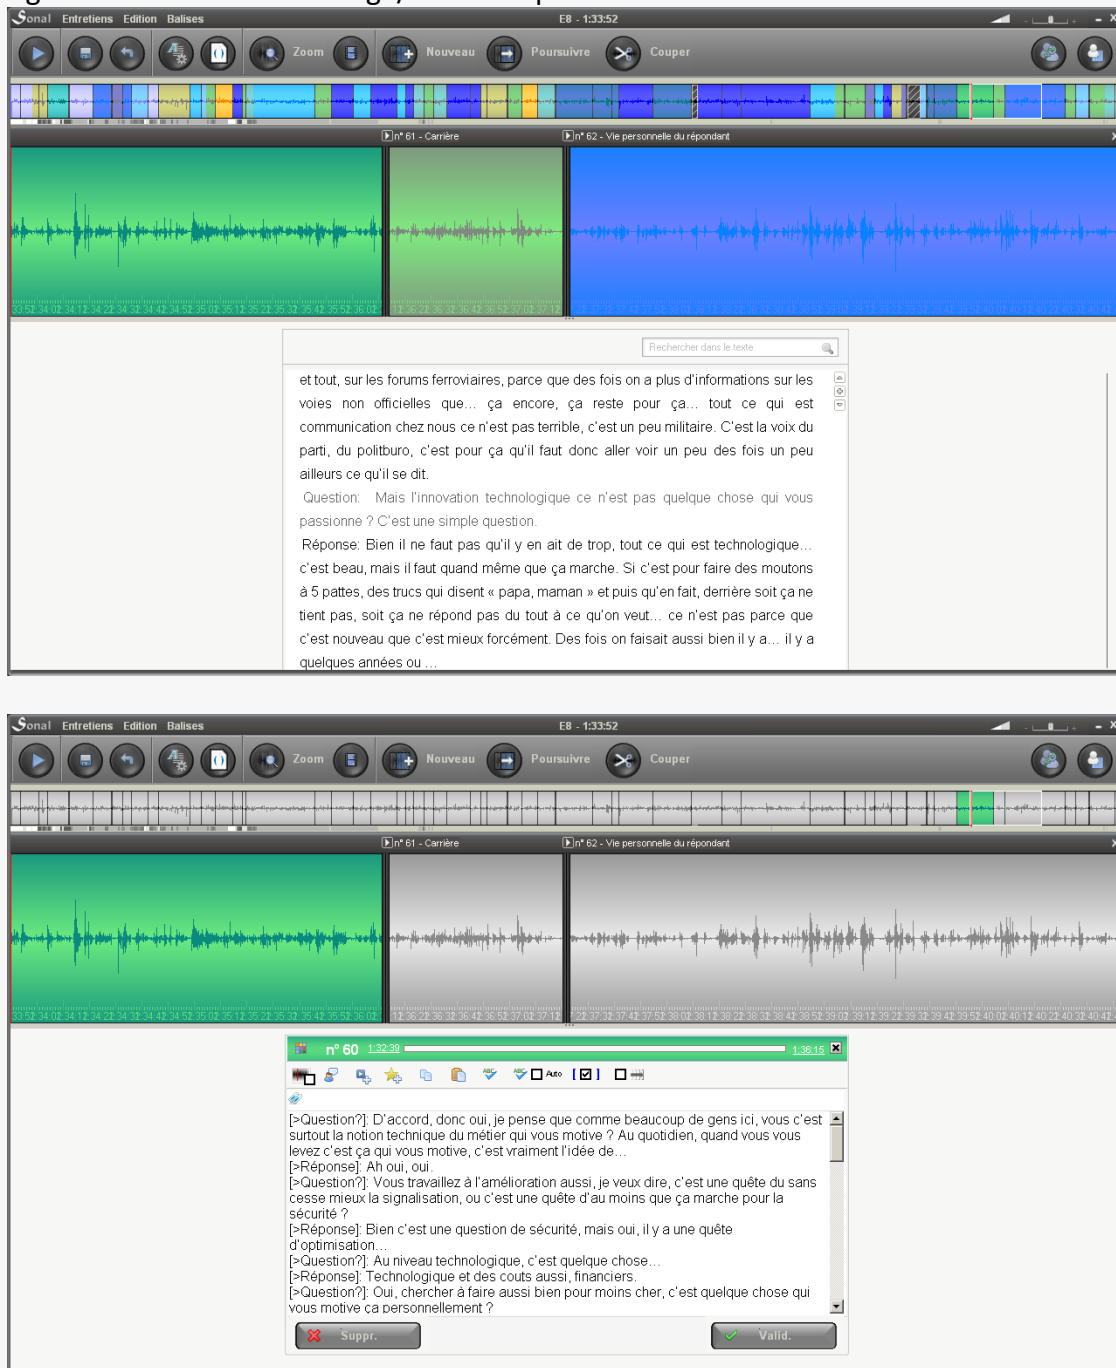 Sonal Entretiens Edition Balises E8 - 1:33:52
Zoom Nouveau Poursuivre Couper
n° 61 - Carrière n° 62 - Vie personnelle du répondant
Rechercher dans le texte
et tout, sur les forums ferroviaires, parce que des fois on a plus d'informations sur les
voies non officielles que... ça encore, ça reste pour ça... tout ce qui est
communication chez nous ce n'est pas terrible, c'est un peu militaire. C'est la voix du
parti, du politburo, c'est pour ça qu'il faut donc aller voir un peu des fois un peu
ailleurs ce qu'il se dit.
Question: Mais l'innovation technologique ce n'est pas quelque chose qui vous
passionne ? C'est une simple question.
Réponse: Bien il ne faut pas qu'il y en ait de trop, tout ce qui est technologique...
c'est beau, mais il faut quand même que ça marche. Si c'est pour faire des moutons
à 5 pattes, des trucs qui disent « papa, maman » et puis qu'en fait, derrière soit ça ne
tient pas, soit ça ne répond pas du tout à ce qu'on veut... ce n'est pas parce que
c'est nouveau que c'est mieux forcément. Des fois on faisait aussi bien il y a... il y a
quelques années ou ...
Sonal Entretiens Edition Balises E8 - 1:33:52
Zoom Nouveau Poursuivre Couper
n° 61 - Carrière n° 62 - Vie personnelle du répondant
n° 60 1:32:39 1:36:15
ABC ABC Auto
[>Question?]: D'accord, donc oui, je pense que comme beaucoup de gens ici, vous c'est
surtout la notion technique du métier qui vous motive ? Au quotidien, quand vous vous
levez c'est ça qui vous motive, c'est vraiment l'idée de...
[>Réponse]: Ah oui, oui.
[>Question?]: Vous travaillez à l'amélioration aussi, je veux dire, c'est une quête du sans
cesse mieux la signalisation, ou c'est une quête d'au moins que ça marche pour la
sécurité ?
[>Réponse]: Bien c'est une question de sécurité, mais oui, il y a une quête
d'optimisation...
[>Question?]: Au niveau technologique, c'est quelque chose...
[>Réponse]: Technologique et des couts aussi, financiers.
[>Question?]: Oui, chercher à faire aussi bien pour moins cher, c'est quelque chose qui
vous motive ça personnellement ?
Suppr. Valid.